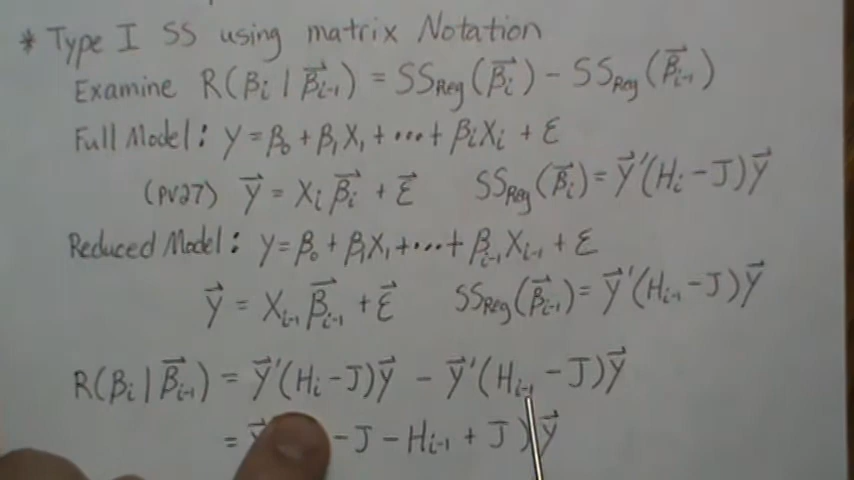 * Type I SS using matrix Notation
Examine R(βi | β⃗i-1) = SSReg(β⃗i) - SSReg(β⃗i-1)
Full Model: y = β0 + β1X1 + ··· + βiXi + ε
(PV27) y⃗ = Xi β⃗i + ε⃗ SSReg(β⃗i) = y⃗'(Hi - J)y⃗
Reduced Model: y = β0 + β1X1 + ··· + βi-1Xi-1 + ε
y⃗ = Xi-1 β⃗i-1 + ε⃗ SSReg(β⃗i-1) = y⃗'(Hi-1 - J)y⃗
R(βi | β⃗i-1) = y⃗'(Hi - J)y⃗ - y⃗'(Hi-1 - J)y⃗
= - J - Hi-1 + J) y⃗